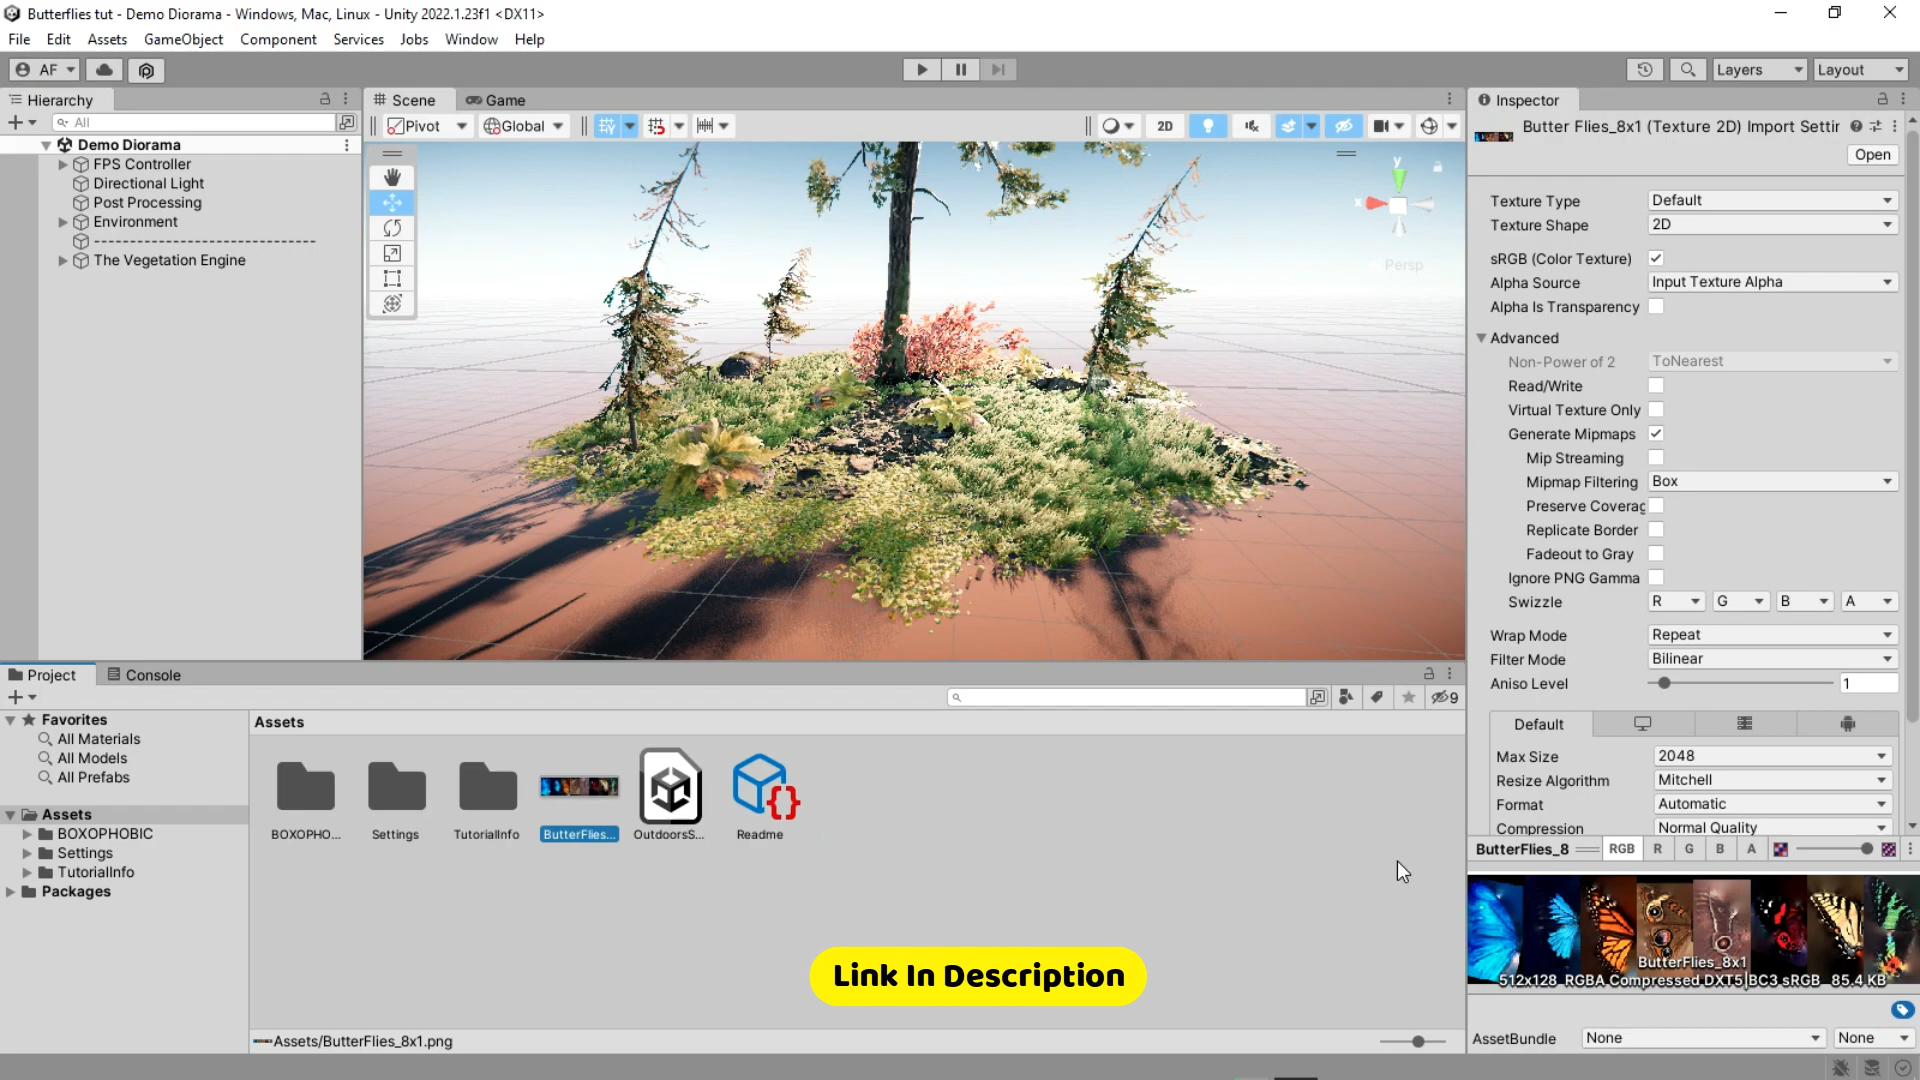 Butterflies tut - Demo Diorama - Windows, Mac, Linux - Unity 2022.1.23f1 <DX11>
File Edit Assets GameObject Component Services Jobs Window Help
AF
Layers
Layout
Hierarchy
All
Demo Diorama
FPS Controller
Directional Light
Post Processing
Environment
--------------------------------
The Vegetation Engine
Scene
Game
Pivot
Global
2D
y
x
Persp
Inspector
Butter Flies_8x1 (Texture 2D) Import Settir
Open
Texture Type Default
Texture Shape 2D
sRGB (Color Texture)
Alpha Source Input Texture Alpha
Alpha Is Transparency
Advanced
Non-Power of 2 ToNearest
Read/Write
Virtual Texture Only
Generate Mipmaps
Mip Streaming
Mipmap Filtering Box
Preserve Coverag
Replicate Border
Fadeout to Gray
Ignore PNG Gamma
Swizzle R G B A
Wrap Mode Repeat
Filter Mode Bilinear
Aniso Level 1
Default
Max Size 2048
Resize Algorithm Mitchell
Format Automatic
Compression Normal Quality
ButterFlies_8 RGB R G B A
ButterFlies_8x1
512x128 RGBA Compressed DXT5|BC3 sRGB 85.4 KB
AssetBundle None None
Project
Console
9
Favorites
All Materials
All Models
All Prefabs
Assets
BOXOPHOBIC
Settings
TutorialInfo
Packages
Assets
BOXOPHO...
Settings
TutorialInfo
ButterFlies...
OutdoorsS...
Readme
Link In Description
Assets/ButterFlies_8x1.png